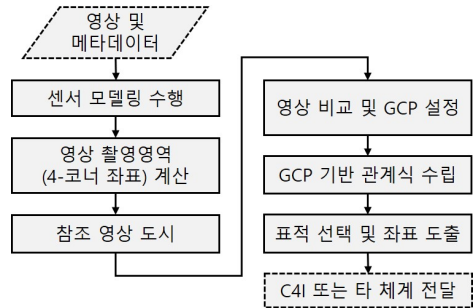 영상 및
메타데이터
센서 모델링 수행
영상 촬영영역
(4-코너 좌표) 계산
참조 영상 도시
영상 비교 및 GCP 설정
GCP 기반 관계식 수립
표적 선택 및 좌표 도출
C4I 또는 타 체계 전달